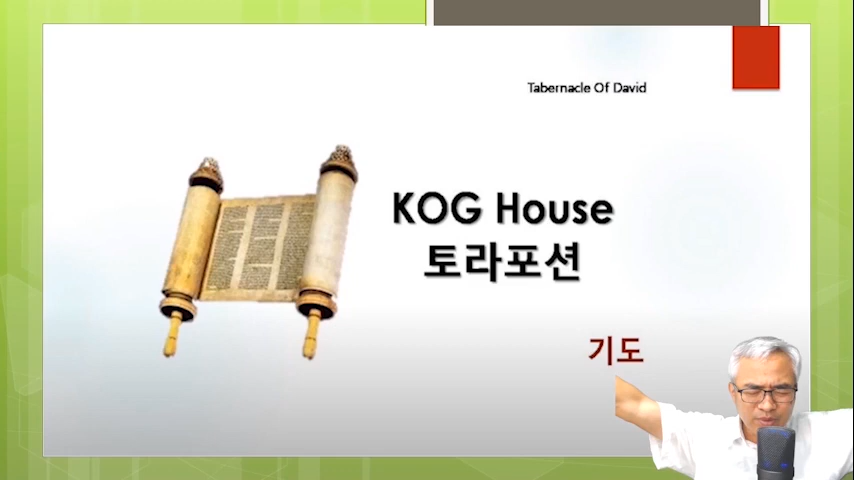 Tabernacle Of David
KOG House
토라포션
기도